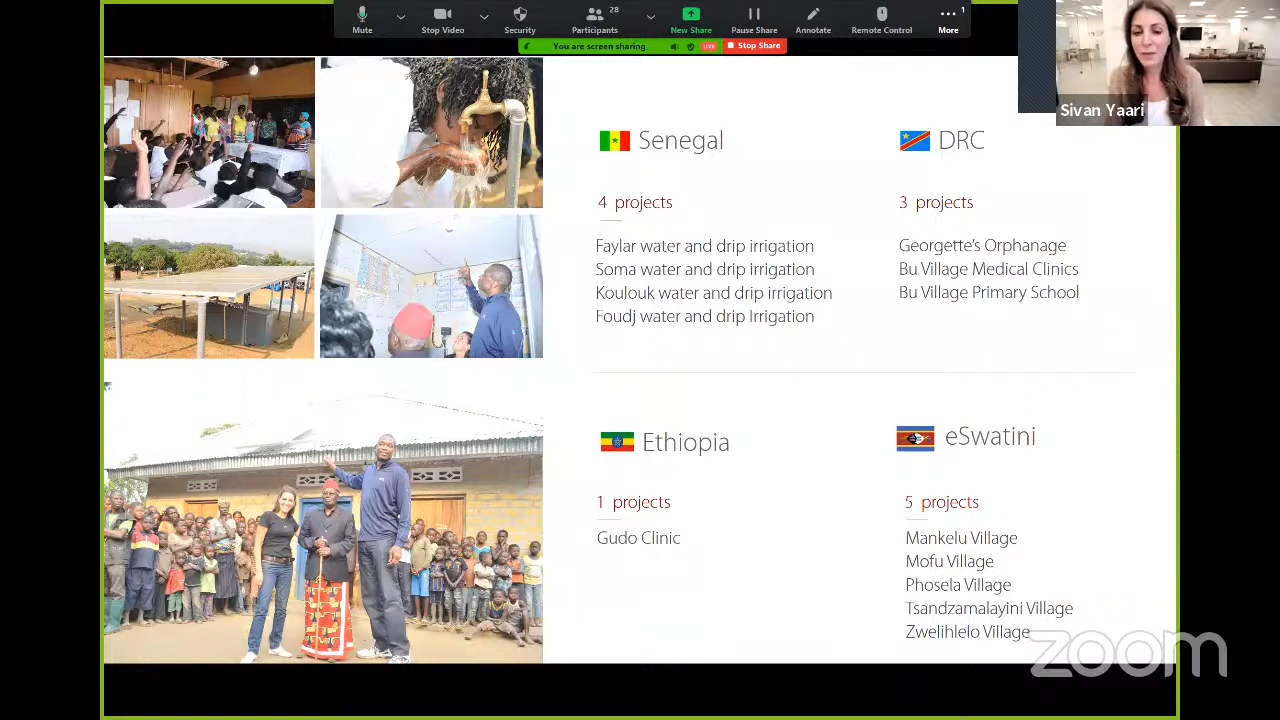 28
1
Mute
Stop Video
Security
Participants
New Share
Pause Share
Annotate
Remote Control
More
You are screen sharing
LIVE
Stop Share
Sivan Yaari
Senegal
4 projects
Faylar water and drip irrigation
Soma water and drip irrigation
Koulouk water and drip irrigation
Foudj water and drip Irrigation
DRC
3 projects
Georgette's Orphanage
Bu Village Medical Clinics
Bu Village Primary School
Ethiopia
1 projects
Gudo Clinic
eSwatini
5 projects
Mankelu Village
Mofu Village
Phosela Village
Tsandzamalayini Village
Zwelihlelo Village
zoom